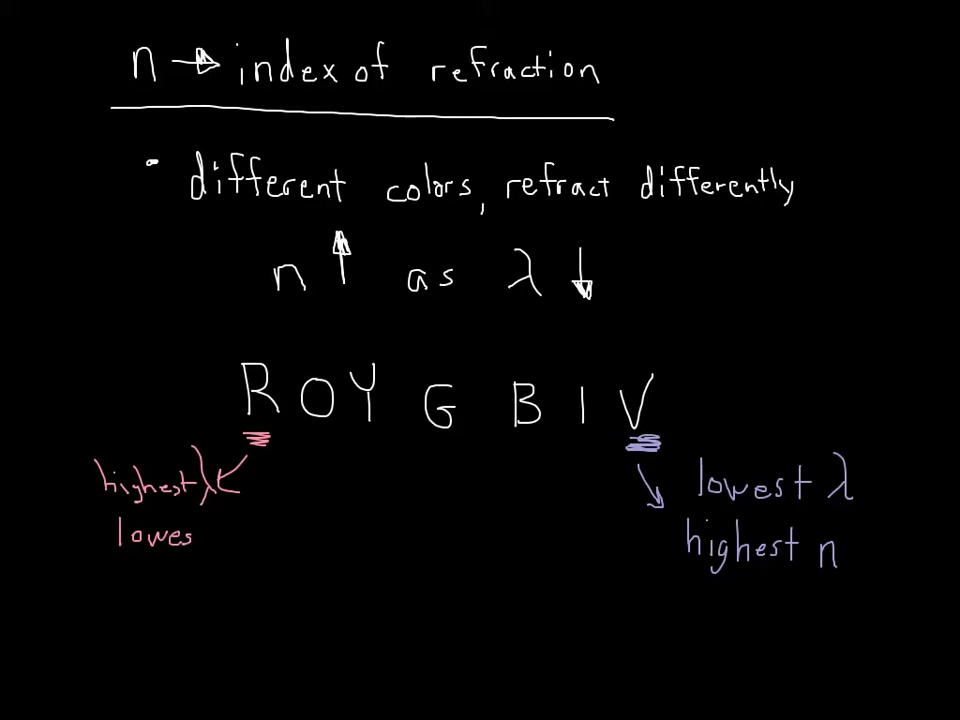 n → index of refraction
· different colors, refract differently
n ↑ as λ ↓
R O Y G B I V
highest λ
lowes
lowest λ
highest n